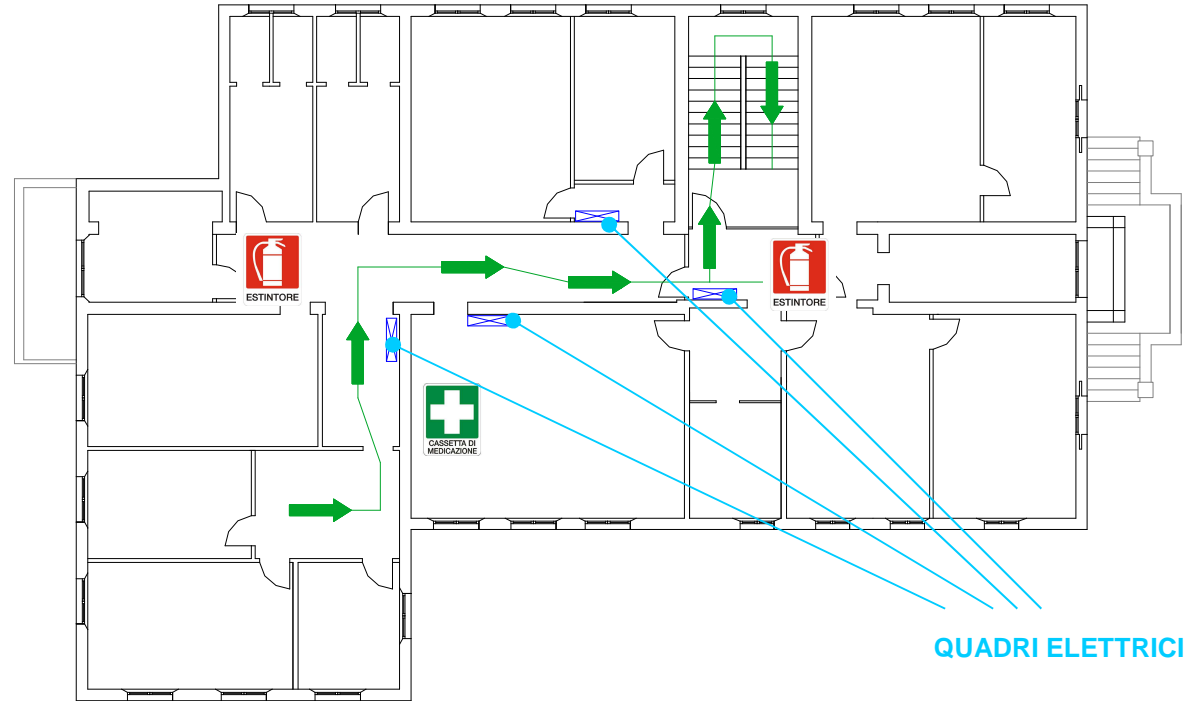 ESTINTORE
ESTINTORE
CASSETTA DI
MEDICAZIONE
QUADRI ELETTRICI